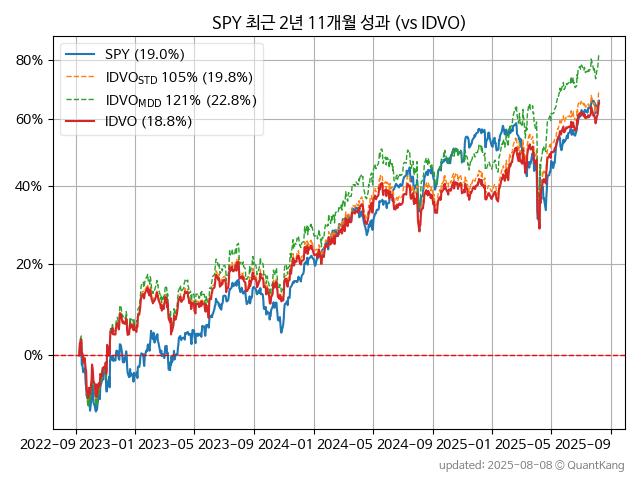 SPY 최근 2년 11개월 성과 (vs IDVO)
SPY (19.0%)
IDVO_STD 105% (19.8%)
IDVO_MDD 121% (22.8%)
IDVO (18.8%)
80%
60%
40%
20%
0%
2022-09 2023-01 2023-05 2023-09 2024-01 2024-05 2024-09 2025-01 2025-05 2025-09
updated: 2025-08-08 © QuantKang